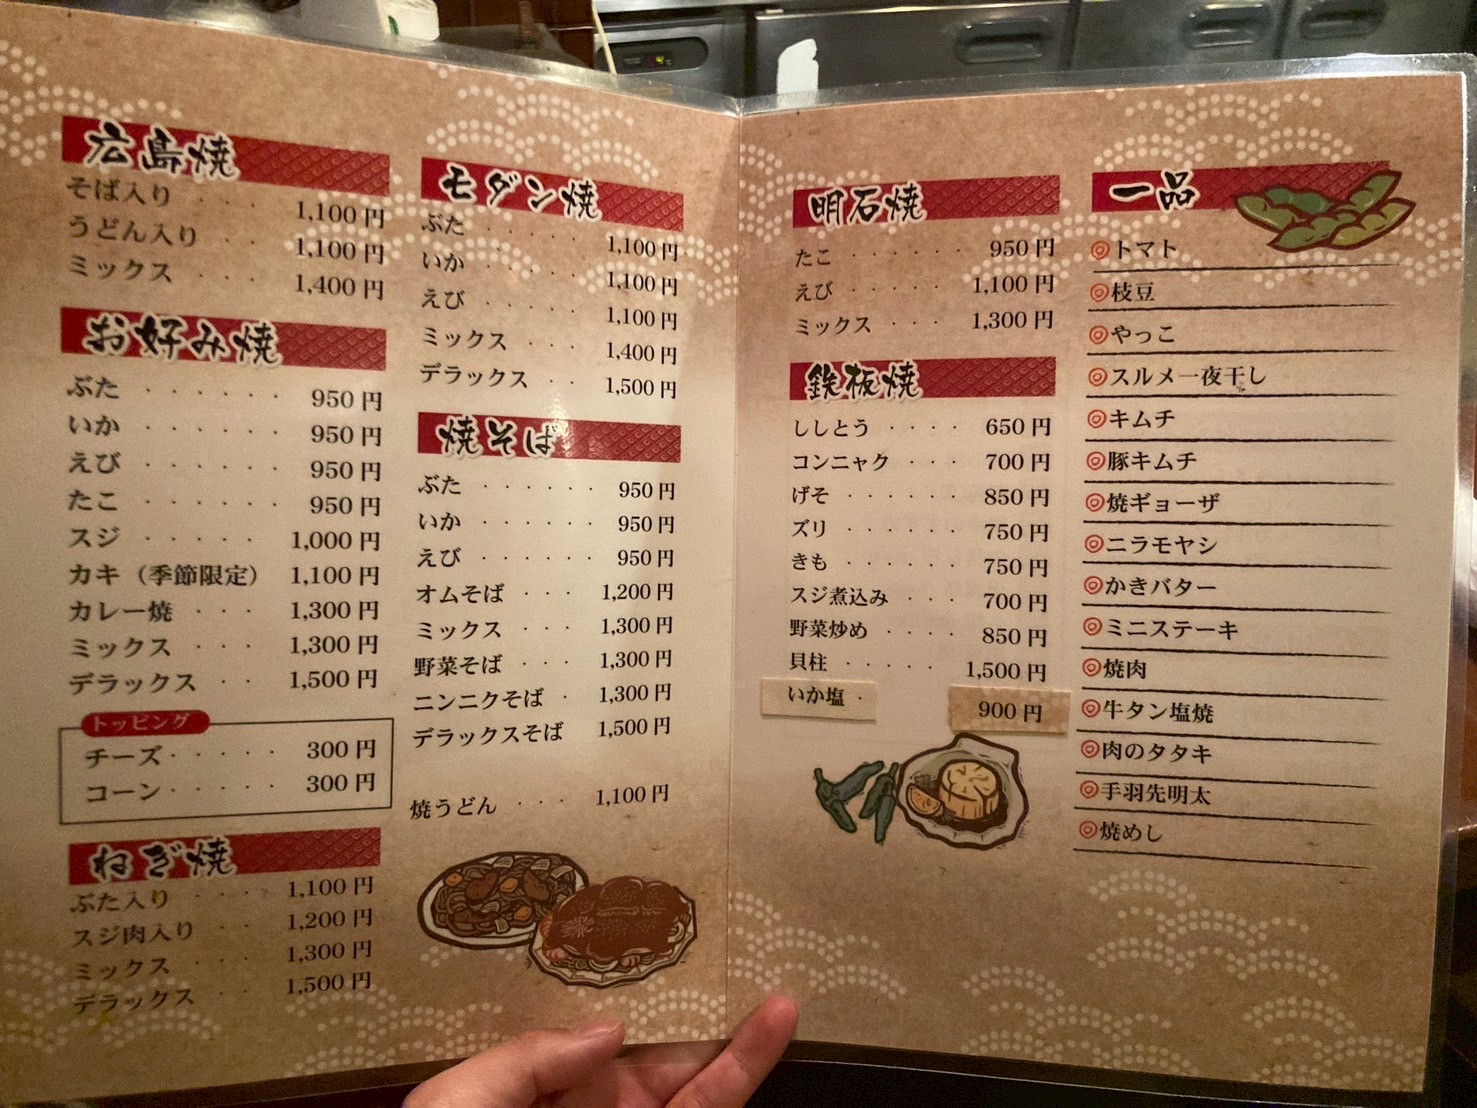 広島焼
そば入り ・・・ 1,100円
うどん入り ・・ 1,100円
ミックス ・・・ 1,400円
お好み焼
ぶた ・・・・・・ 950円
いか ・・・・・・ 950円
えび ・・・・・・ 950円
たこ ・・・・・・ 950円
スジ ・・・・・ 1,000円
カキ（季節限定） 1,100円
カレー焼 ・・・ 1,300円
ミックス ・・・ 1,300円
デラックス ・・ 1,500円
トッピング
チーズ・・・・・ 300円
コーン・・・・・ 300円
ねぎ焼
ぶた入り ・・・ 1,100円
スジ肉入り ・・ 1,200円
ミックス ・・・ 1,300円
デラックス ・・ 1,500円
モダン焼
ぶた ・・・・・ 1,100円
いか ・・・・・ 1,100円
えび ・・・・・ 1,100円
ミックス ・・・ 1,400円
デラックス ・・ 1,500円
焼そば
ぶた ・・・・・・ 950円
いか ・・・・・・ 950円
えび ・・・・・・ 950円
オムそば ・・・ 1,200円
ミックス ・・・ 1,300円
野菜そば ・・・ 1,300円
ニンニクそば ・ 1,300円
デラックスそば 1,500円
焼うどん ・・・ 1,100円
明石焼
たこ ・・・・・・ 950円
えび ・・・・・ 1,100円
ミックス ・・・ 1,300円
鉄板焼
ししとう ・・・・ 650円
コンニャク ・・・ 700円
げそ ・・・・・・ 850円
ズリ ・・・・・・ 750円
きも ・・・・・・ 750円
スジ煮込み ・・・ 700円
野菜炒め ・・・・ 850円
貝柱 ・・・・・ 1,500円
いか塩・ 900円
一品
◎トマト
◎枝豆
◎やっこ
◎スルメ一夜干し
◎キムチ
◎豚キムチ
◎焼ギョーザ
◎ニラモヤシ
◎かきバター
◎ミニステーキ
◎焼肉
◎牛タン塩焼
◎肉のタタキ
◎手羽先明太
◎焼めし